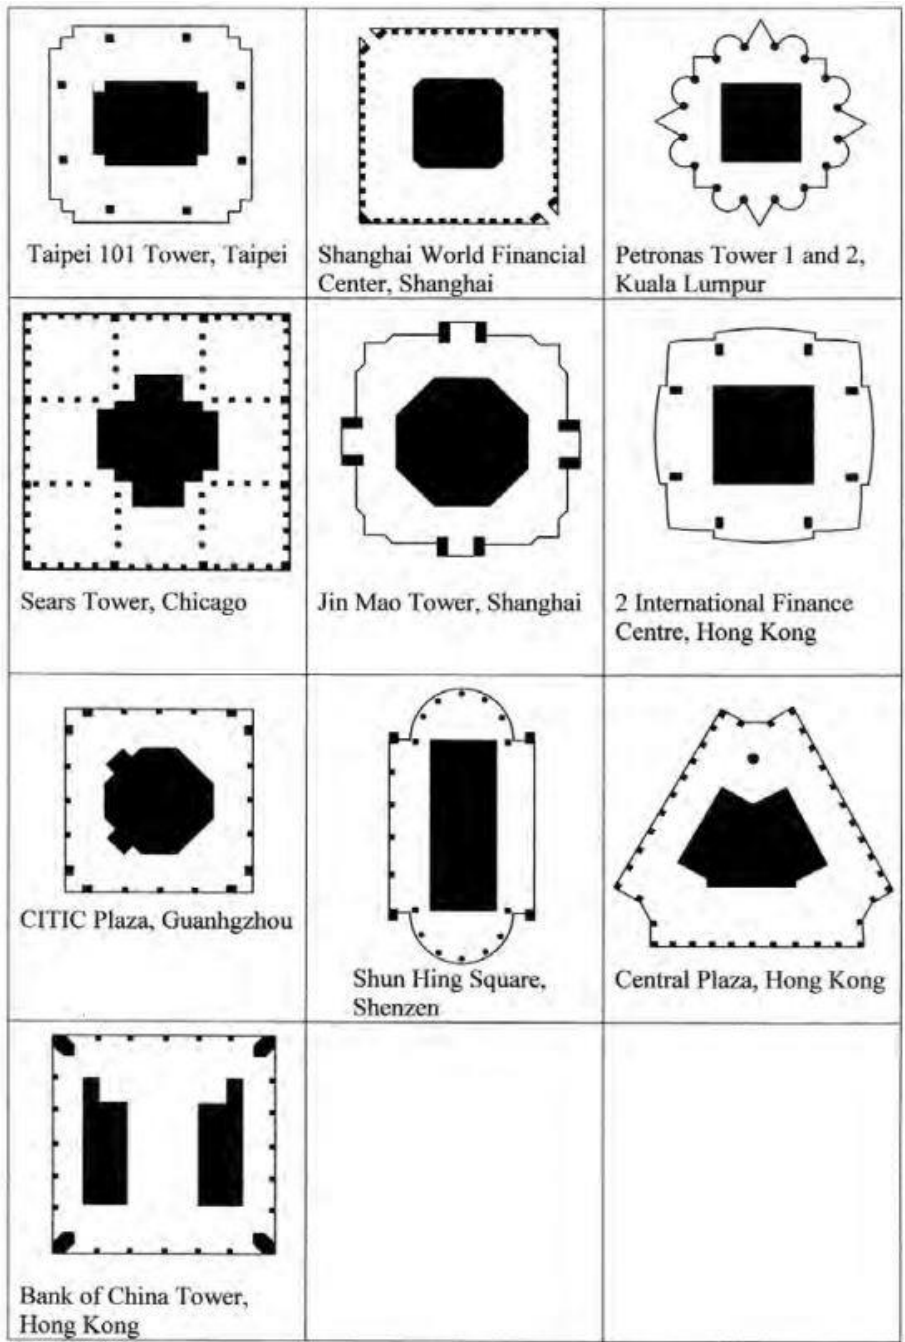 Taipei 101 Tower, Taipei
Shanghai World Financial
Center, Shanghai
Petronas Tower 1 and 2,
Kuala Lumpur
Sears Tower, Chicago
Jin Mao Tower, Shanghai
2 International Finance
Centre, Hong Kong
CITIC Plaza, Guanhgzhou
Shun Hing Square,
Shenzen
Central Plaza, Hong Kong
Bank of China Tower,
Hong Kong